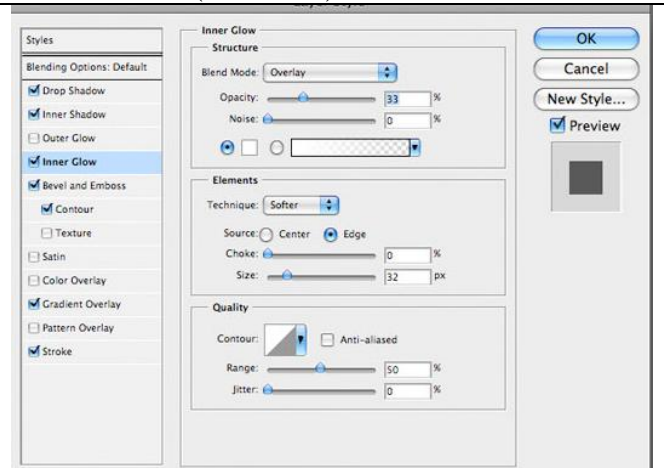 Styles
Blending Options: Default
Drop Shadow
Inner Shadow
Outer Glow
Inner Glow
Bevel and Emboss
Contour
Texture
Satin
Color Overlay
Gradient Overlay
Pattern Overlay
Stroke
Inner Glow
Structure
Blend Mode: Overlay
Opacity: 33 %
Noise: 0 %
Elements
Technique: Softer
Source: Center Edge
Choke: 0 %
Size: 32 px
Quality
Contour: Anti-aliased
Range: 50 %
Jitter: 0 %
OK
Cancel
New Style...
Preview